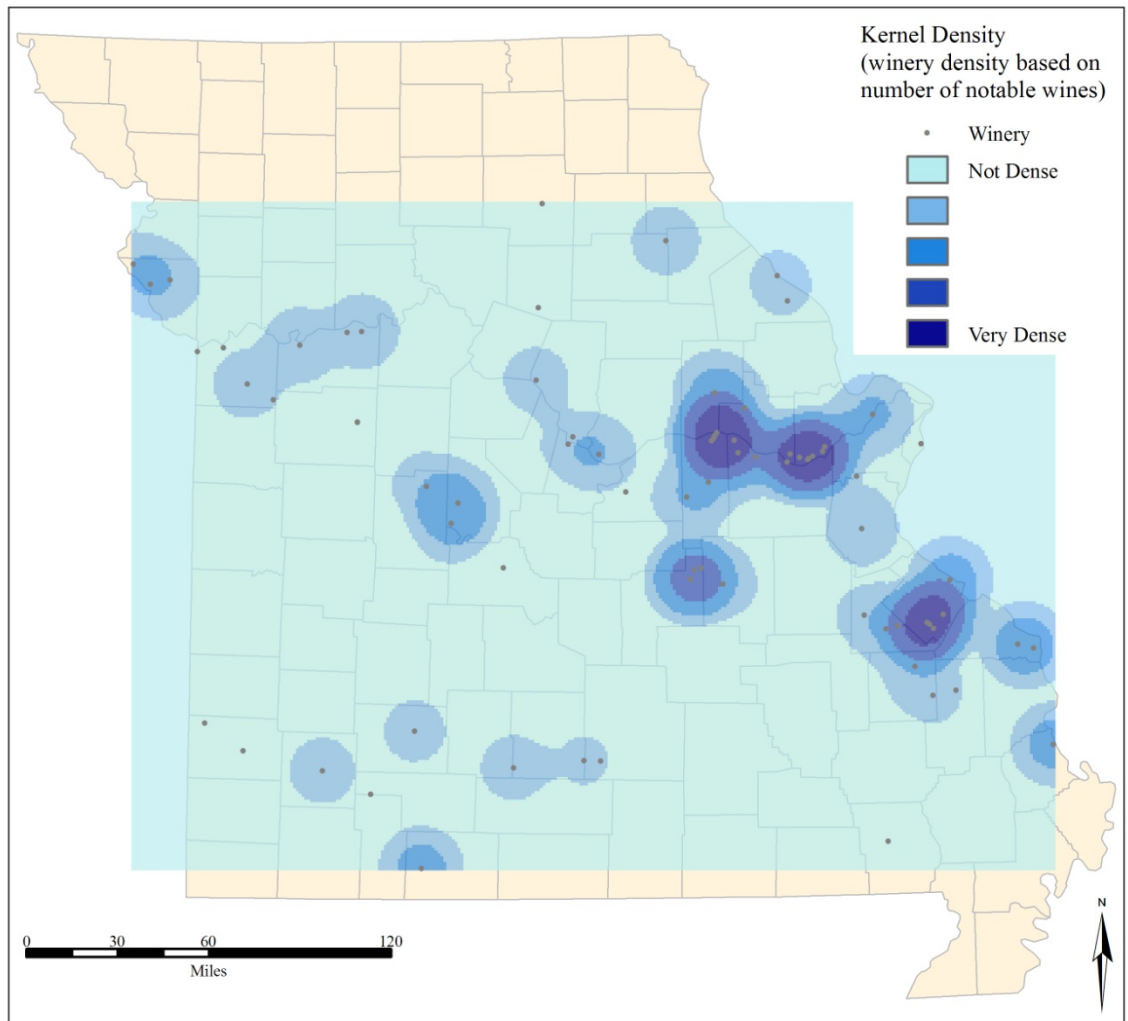 Kernel Density
(winery density based on
number of notable wines)
Winery
Not Dense
Very Dense
0 30 60 120
Miles
N